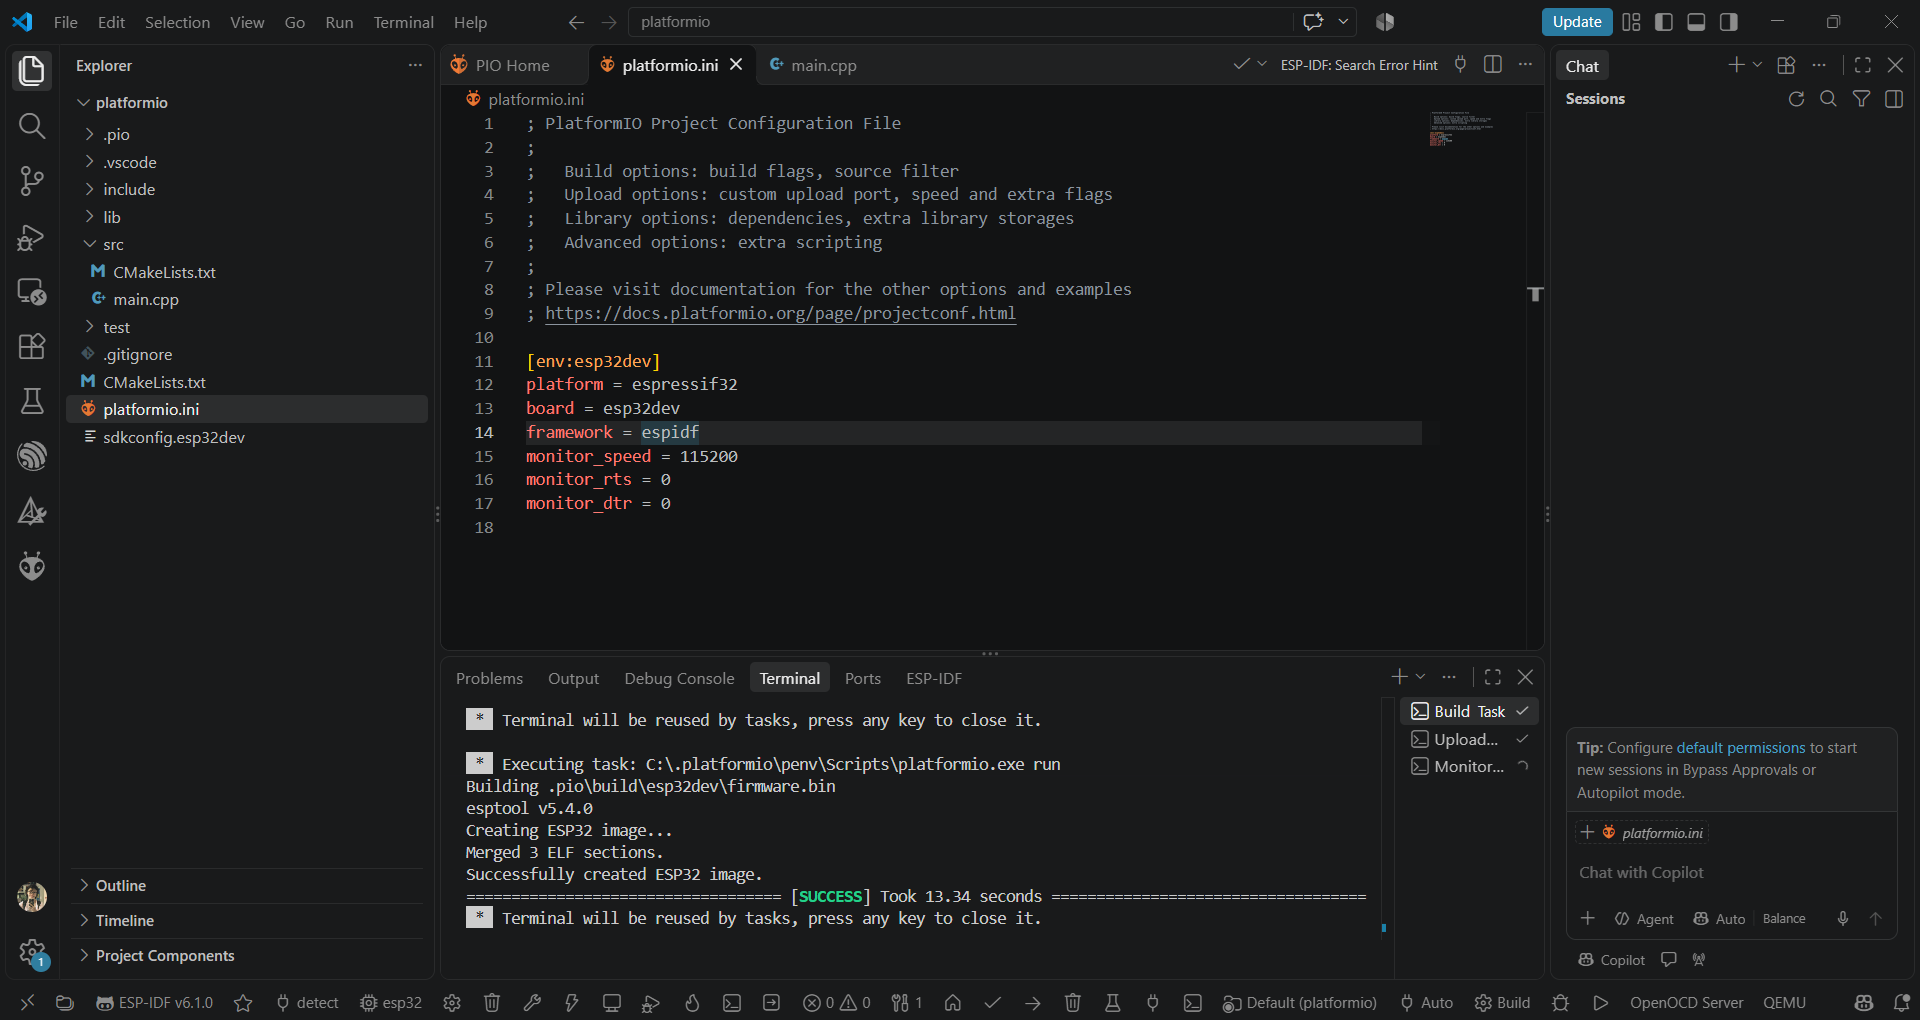 File Edit Selection View Go Run Terminal Help
platformio
Update
Explorer
platformio
.pio
.vscode
include
lib
src
CMakeLists.txt
main.cpp
test
.gitignore
CMakeLists.txt
platformio.ini
sdkconfig.esp32dev
Outline
Timeline
Project Components
1
PIO Home
platformio.ini
main.cpp
ESP-IDF: Search Error Hint
platformio.ini
1 ; PlatformIO Project Configuration File
2 ;
3 ;   Build options: build flags, source filter
4 ;   Upload options: custom upload port, speed and extra flags
5 ;   Library options: dependencies, extra library storages
6 ;   Advanced options: extra scripting
7 ;
8 ; Please visit documentation for the other options and examples
9 ; https://docs.platformio.org/page/projectconf.html
10
11 [env:esp32dev]
12 platform = espressif32
13 board = esp32dev
14 framework = espidf
15 monitor_speed = 115200
16 monitor_rts = 0
17 monitor_dtr = 0
18
Problems Output Debug Console Terminal Ports ESP-IDF
* Terminal will be reused by tasks, press any key to close it.
* Executing task: C:\.platformio\penv\Scripts\platformio.exe run
Building .pio\build\esp32dev\firmware.bin
esptool v5.4.0
Creating ESP32 image...
Merged 3 ELF sections.
Successfully created ESP32 image.
=================================== [SUCCESS] Took 13.34 seconds ===================================
* Terminal will be reused by tasks, press any key to close it.
Build Task
Upload...
Monitor...
Chat
Sessions
Tip: Configure default permissions to start
new sessions in Bypass Approvals or
Autopilot mode.
platformio.ini
Chat with Copilot
Agent Auto Balance
Copilot
ESP-IDF v6.1.0 detect esp32 0 0 1 Default (platformio) Auto Build OpenOCD Server QEMU